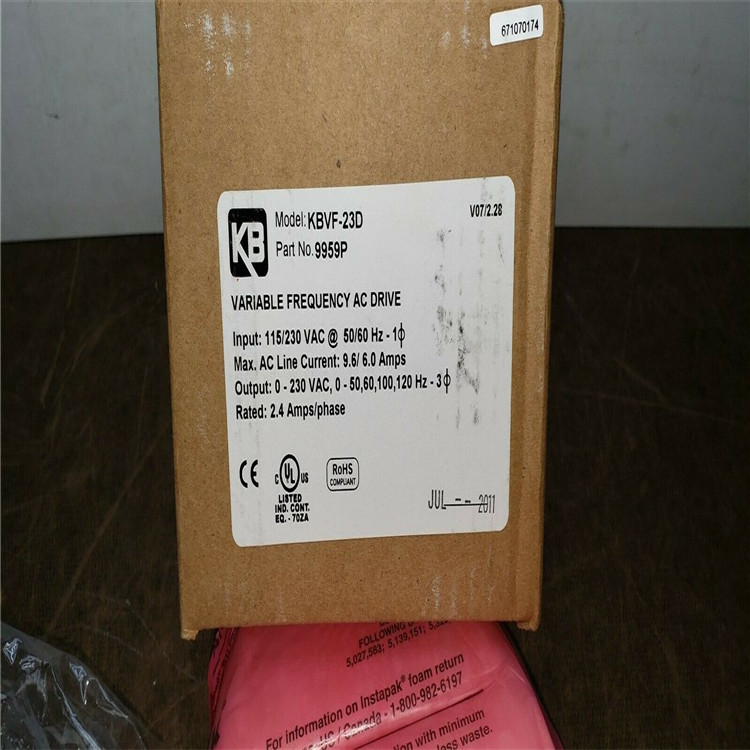 671070174
KB
Model: KBVF-23D
V07/2.28
Part No. 9959P
VARIABLE FREQUENCY AC DRIVE
Input: 115/230 VAC @ 50/60 Hz - 1ϕ
Max. AC Line Current: 9.6/ 6.0 Amps
Output: 0 - 230 VAC, 0 - 50,60,100,120 Hz - 3ϕ
Rated: 2.4 Amps/phase
CE
C UL US
LISTED
IND. CONT.
EQ. - 70ZA
RoHS
COMPLIANT
JUL -- 2011
FOLLOWING
5,027,583; 5,139,151;
For information on Instapak® foam return
US / Canada - 1-800-982-6197
with minimum
waste.